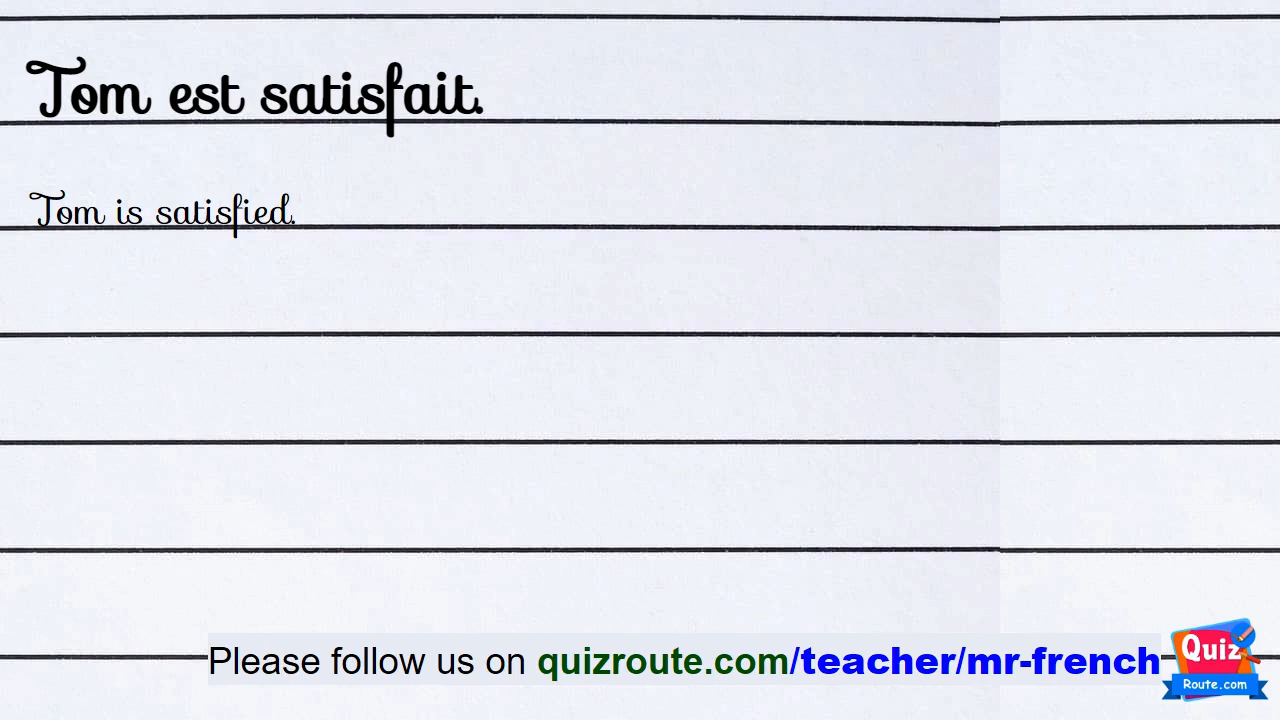 Tom est satisfait.
Tom is satisfied.
Please follow us on quizroute.com/teacher/mr-french
Quiz
Route.com